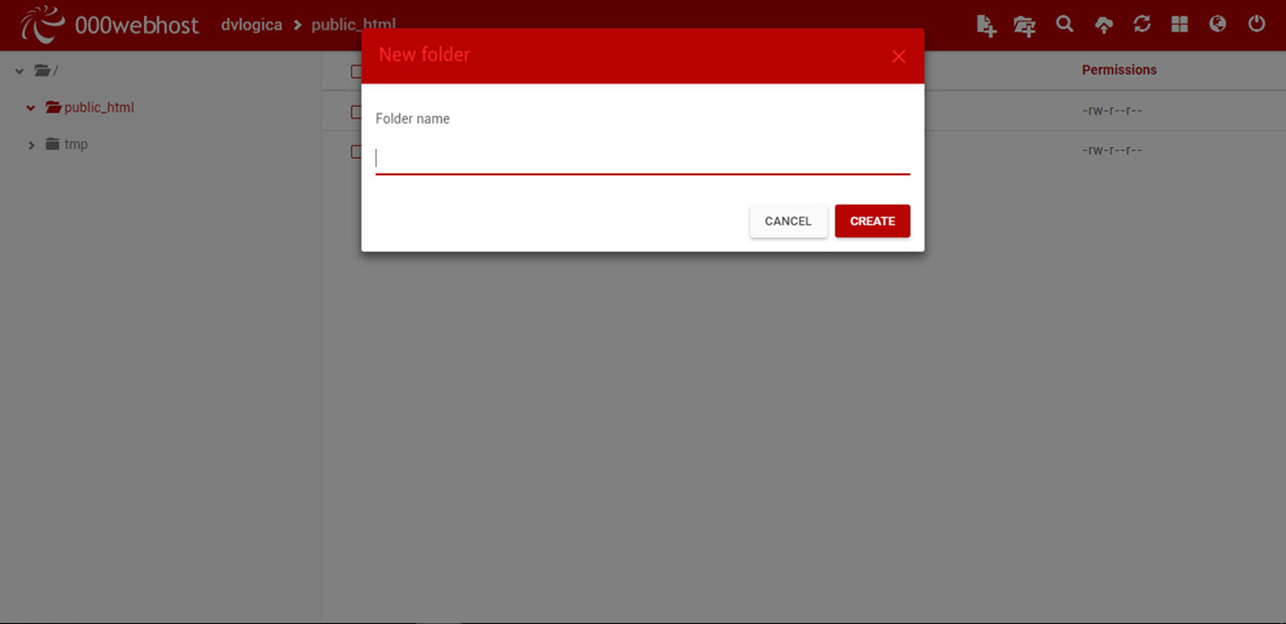 000webhost dvlogica > public_html
New folder
/
Permissions
public_html
-rw-r--r--
Folder name
tmp
-rw-r--r--
CANCEL CREATE